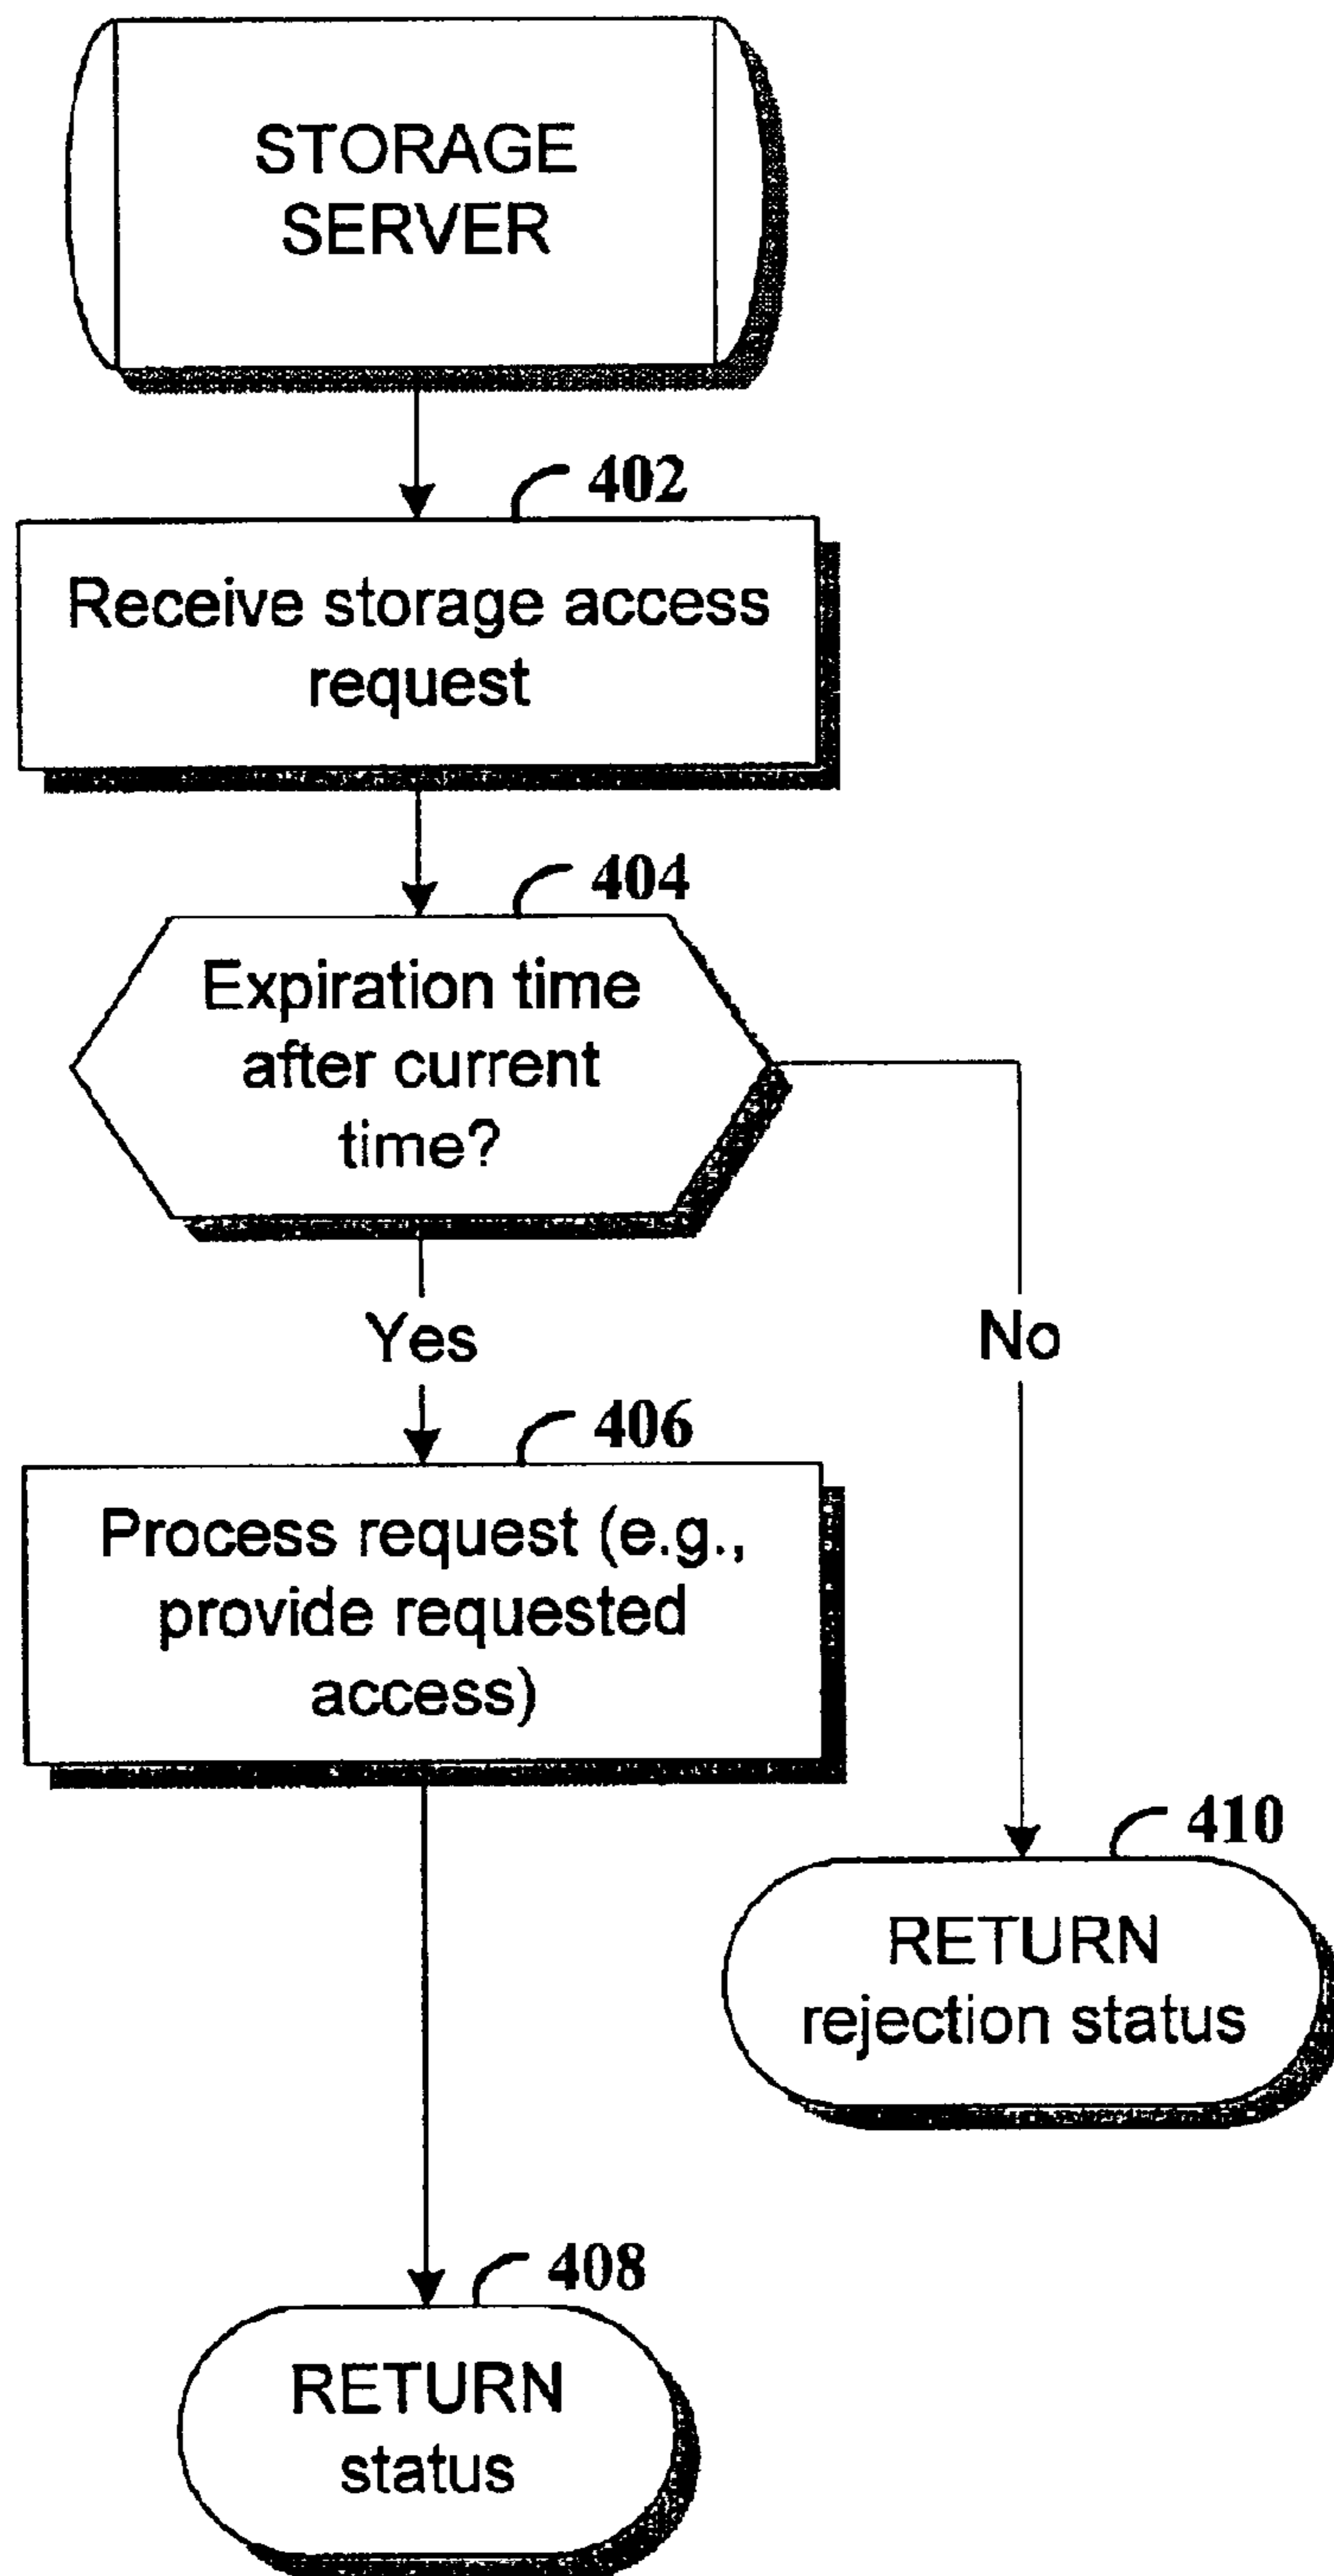 STORAGE
SERVER
402
Receive storage access
request
404
Expiration time
after current
time?
Yes
No
406
Process request (e.g.,
provide requested
access)
410
RETURN
rejection status
408
RETURN
status